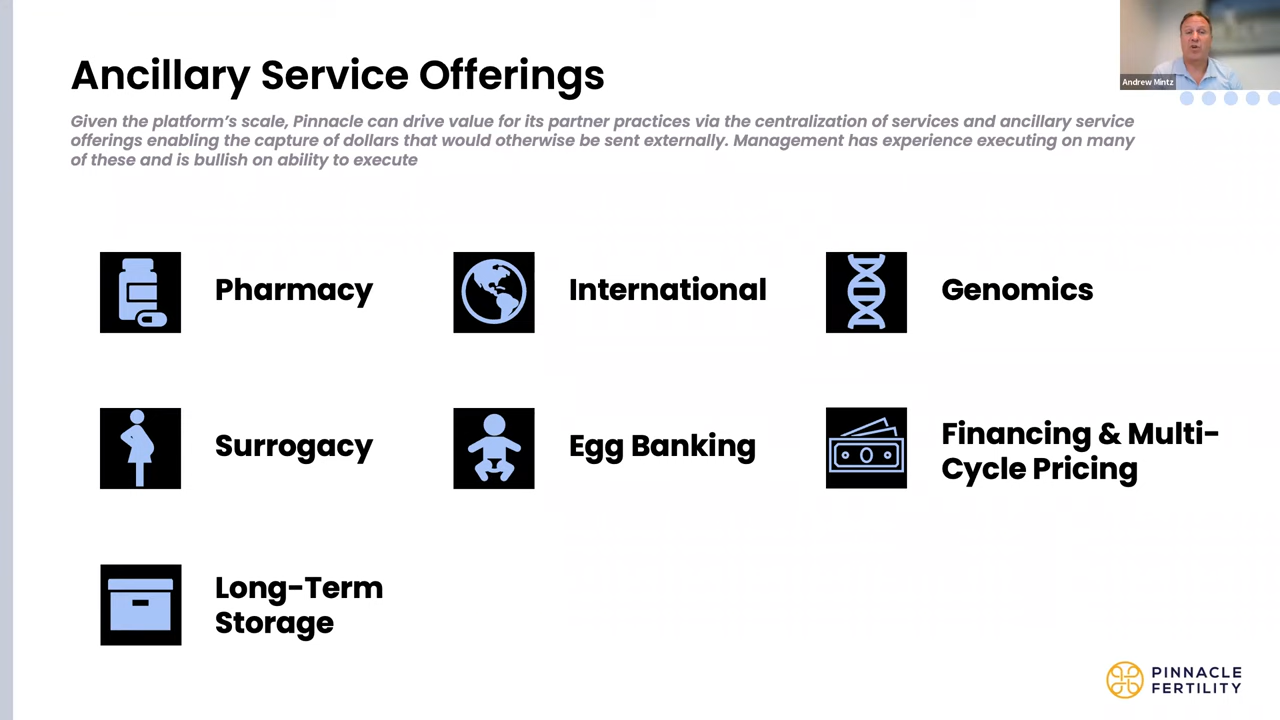 Andrew Mintz
Ancillary Service Offerings
Given the platform's scale, Pinnacle can drive value for its partner practices via the centralization of services and ancillary service
offerings enabling the capture of dollars that would otherwise be sent externally. Management has experience executing on many
of these and is bullish on ability to execute
Pharmacy
International
Genomics
Surrogacy
Egg Banking
Financing & Multi-
Cycle Pricing
Long-Term
Storage
PINNACLE
FERTILITY